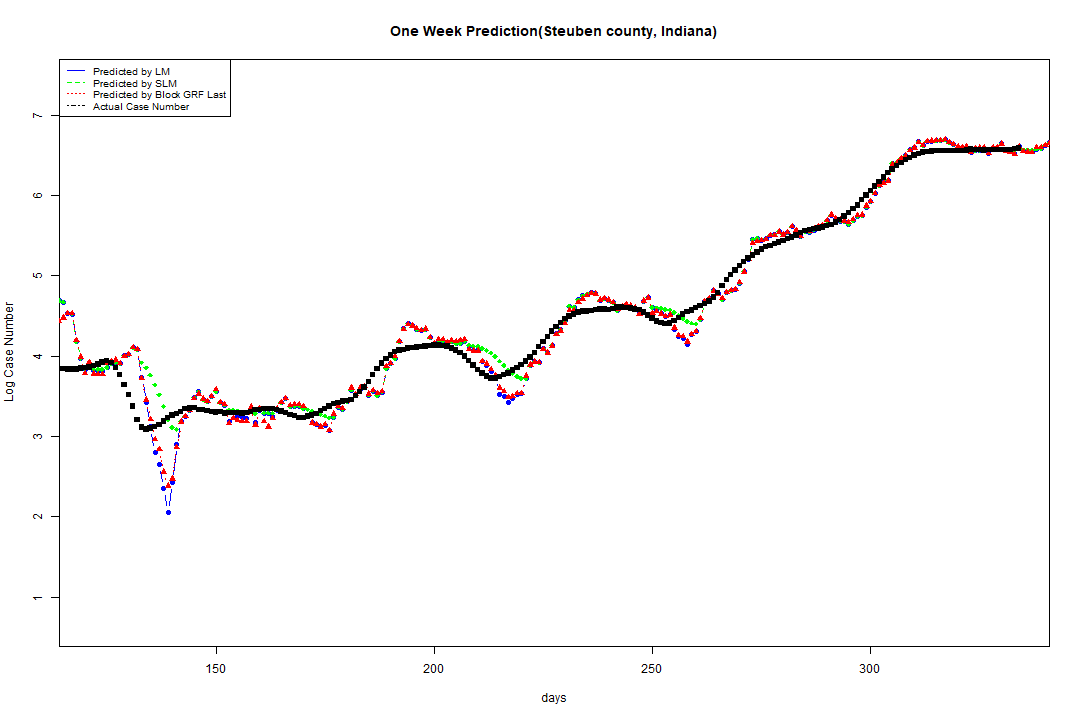 One Week Prediction(Steuben county, Indiana)
Predicted by LM
Predicted by SLM
Predicted by Block GRF Last
Actual Case Number
7
6
5
4
3
2
1
Log Case Number
150 200 250 300
days